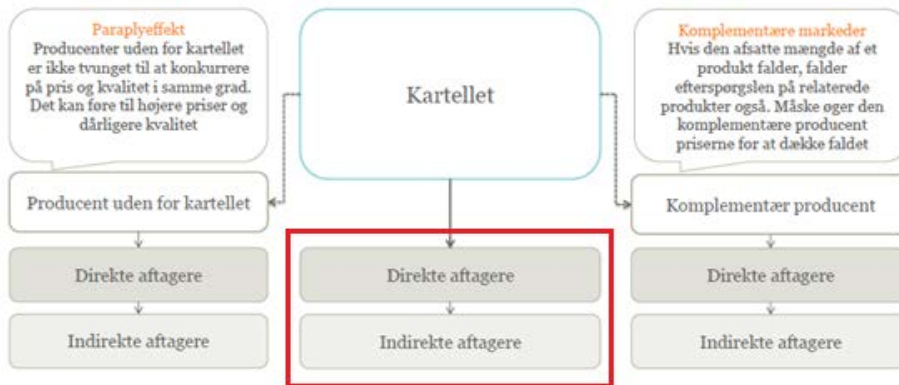 Paraplyeffekt
Producenter uden for kartellet
er ikke tvunget til at konkurrere
på pris og kvalitet i samme grad.
Det kan føre til højere priser og
dårligere kvalitet
Kartellet
Komplementære markeder
Hvis den afsatte mængde af et
produkt falder, falder
efterspørgslen på relaterede
produkter også. Måske øger den
komplementære producent
priserne for at dække faldet
Producent uden for kartellet
Komplementær producent
Direkte aftagere
Direkte aftagere
Direkte aftagere
Indirekte aftagere
Indirekte aftagere
Indirekte aftagere